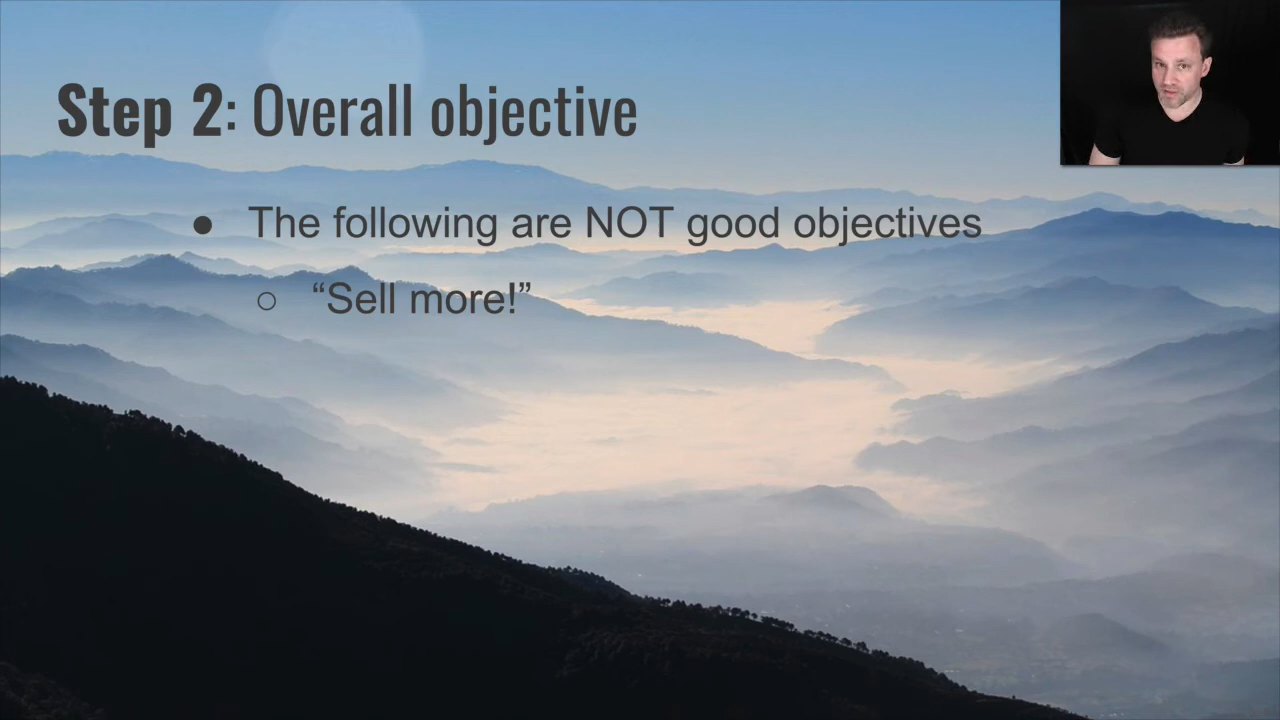 Step 2: Overall objective
● The following are NOT good objectives
○ “Sell more!”